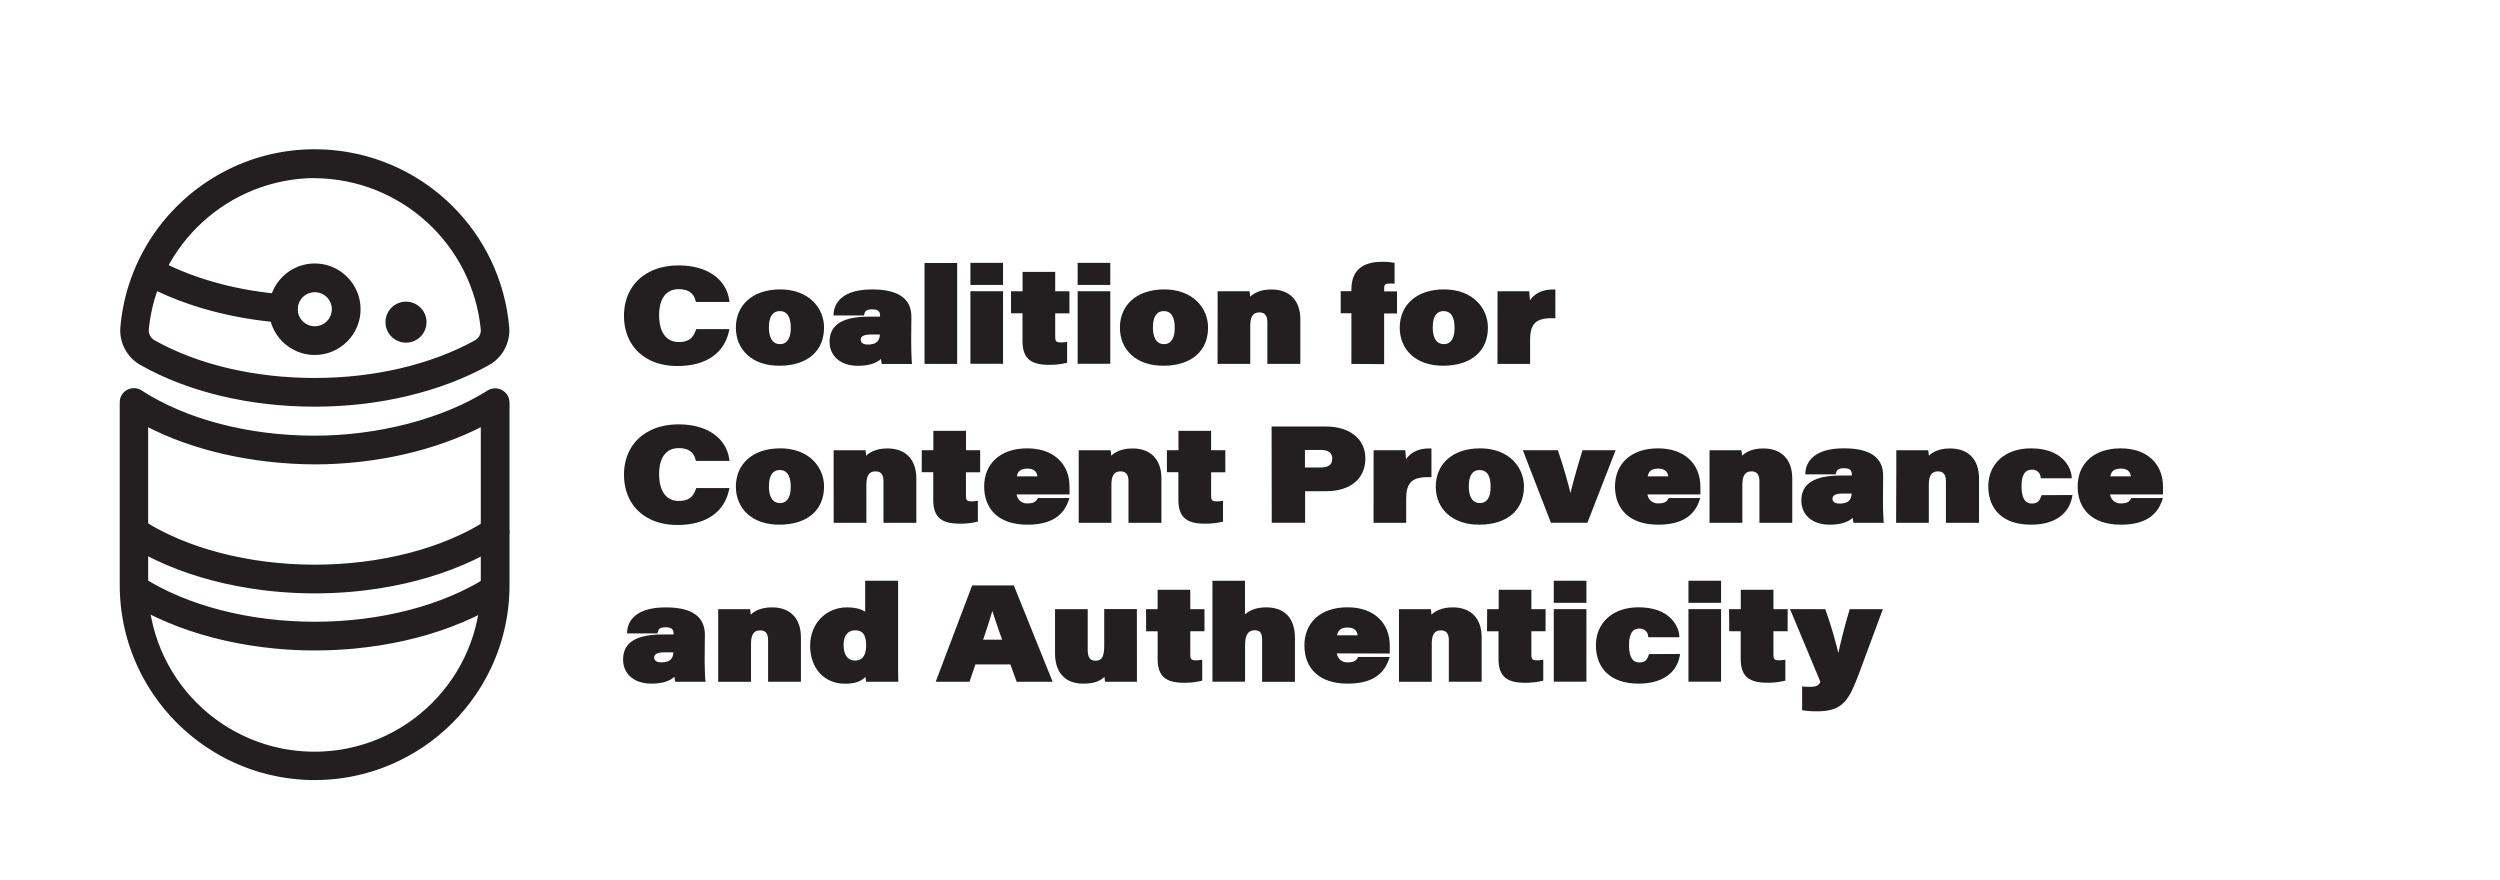 Coalition for
Content Provenance
and Authenticity